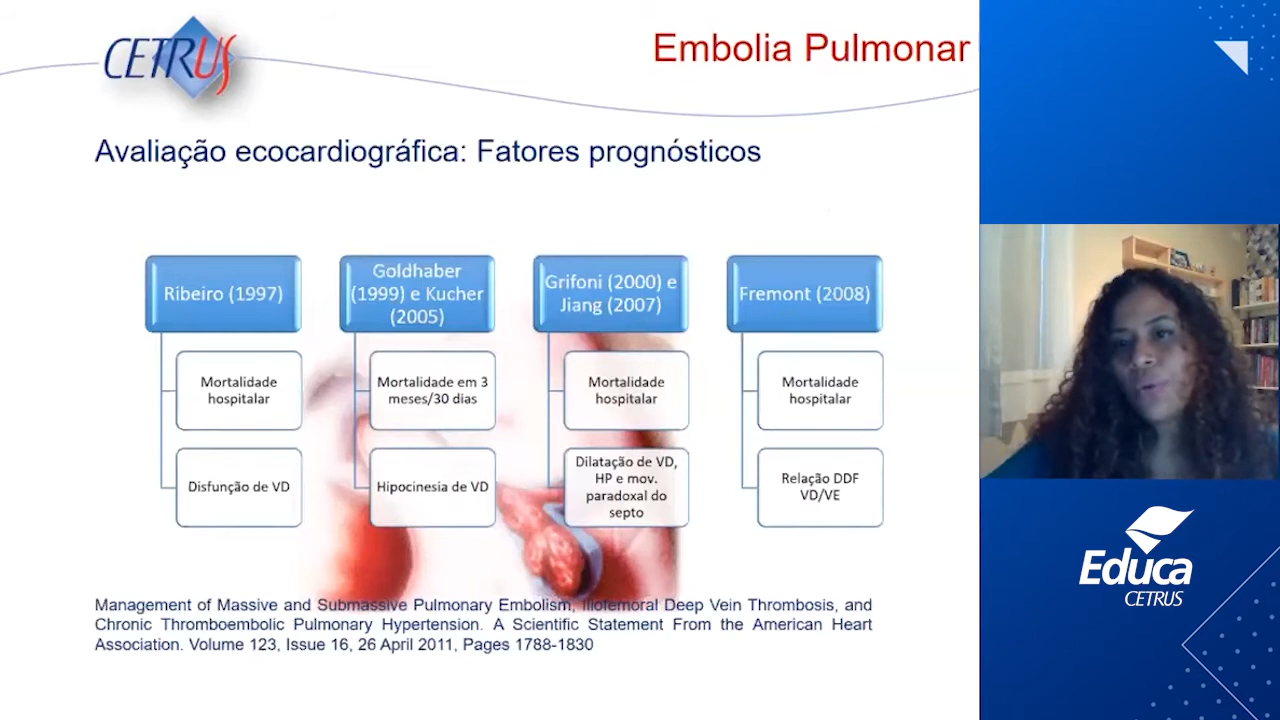 CETRUS
Embolia Pulmonar
Avaliação ecocardiográfica: Fatores prognósticos
Ribeiro (1997)
Mortalidade
hospitalar
Disfunção de VD
Goldhaber
(1999) e Kucher
(2005)
Mortalidade em 3
meses/30 dias
Hipocinesia de VD
Grifoni (2000) e
Jiang (2007)
Mortalidade
hospitalar
Dilatação de VD,
HP e mov.
paradoxal do
septo
Fremont (2008)
Mortalidade
hospitalar
Relação DDF
VD/VE
Management of Massive and Submassive Pulmonary Embolism, Iliofemoral Deep Vein Thrombosis, and
Chronic Thromboembolic Pulmonary Hypertension. A Scientific Statement From the American Heart
Association. Volume 123, Issue 16, 26 April 2011, Pages 1788-1830
Educa
CETRUS